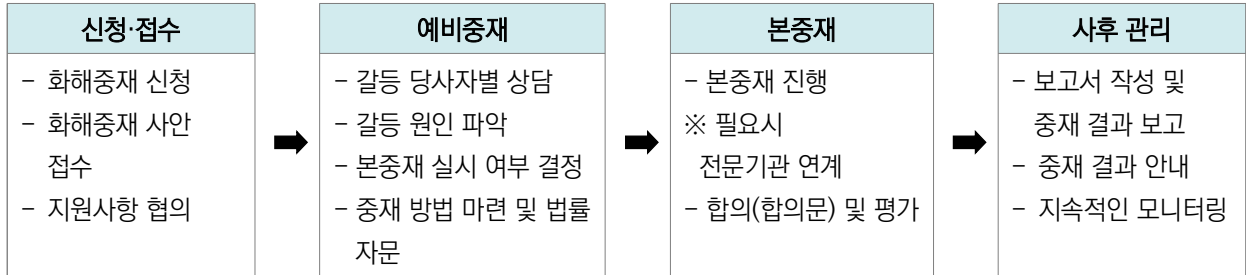 신청·접수
- 화해중재 신청
- 화해중재 사안
접수
- 지원사항 협의
예비중재
- 갈등 당사자별 상담
- 갈등 원인 파악
- 본중재 실시 여부 결정
- 중재 방법 마련 및 법률
자문
본중재
- 본중재 진행
※ 필요시
전문기관 연계
- 합의(합의문) 및 평가
사후 관리
- 보고서 작성 및
중재 결과 보고
- 중재 결과 안내
- 지속적인 모니터링